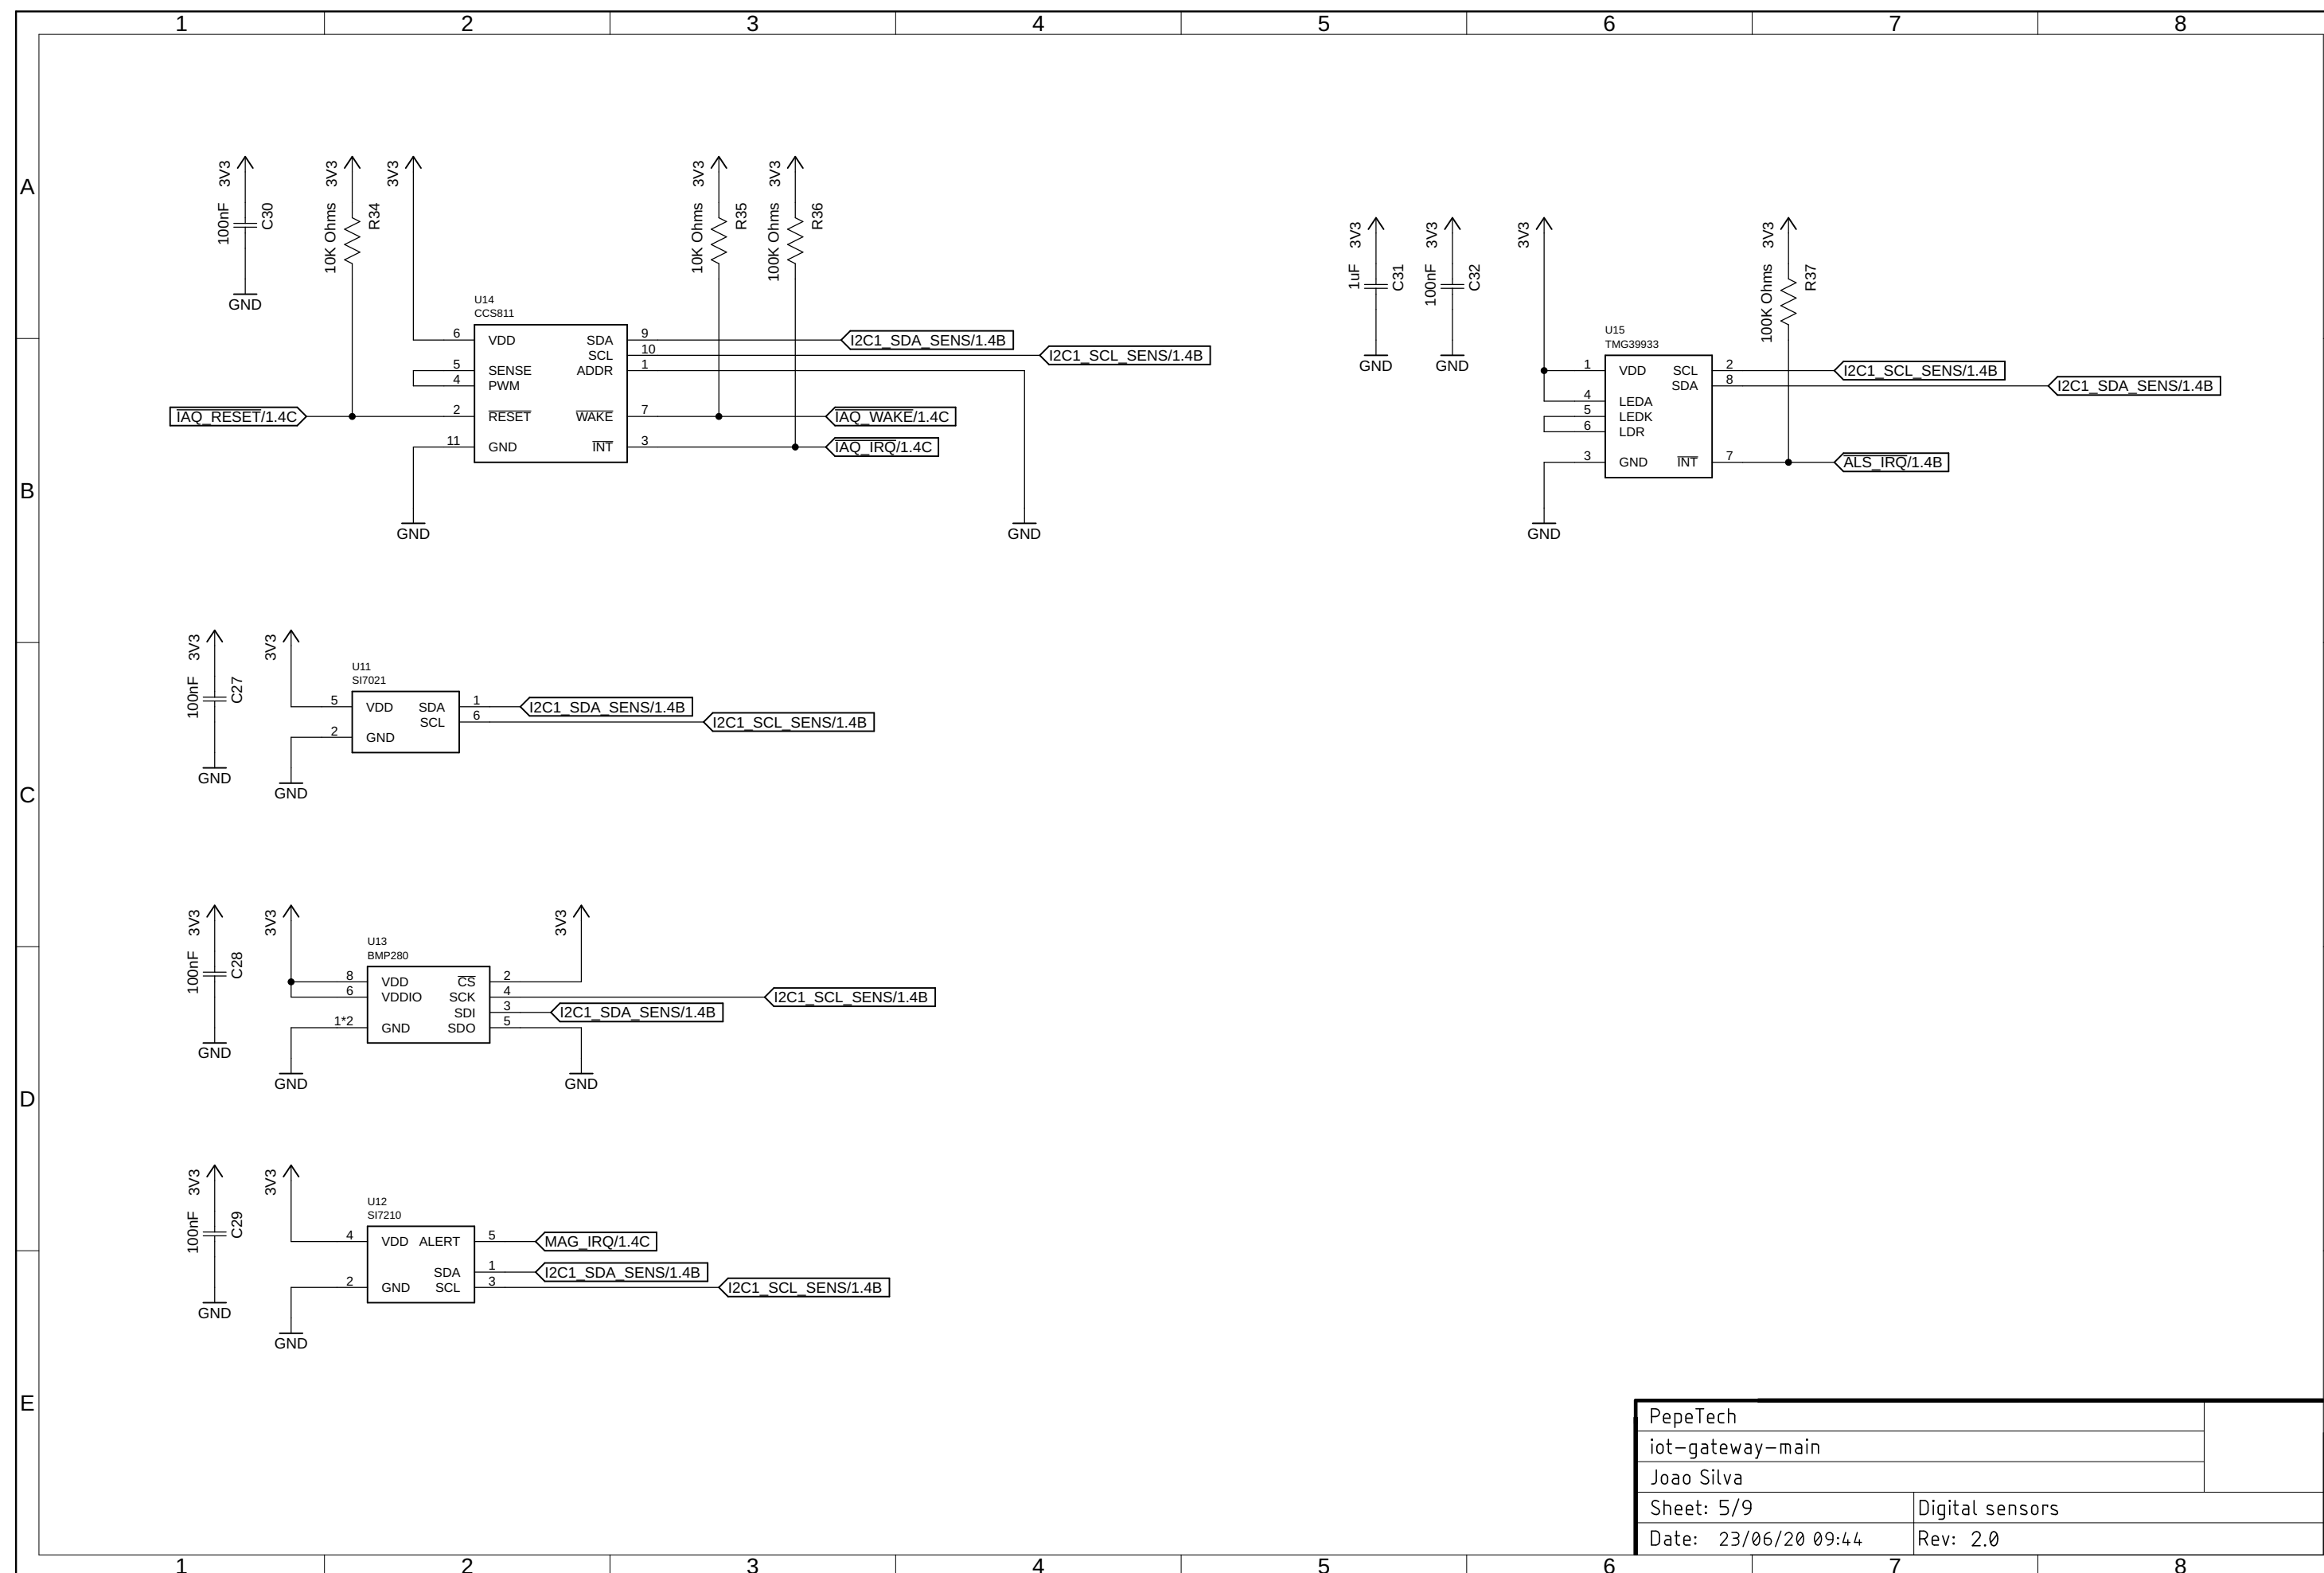 1 2 3 4 5 6 7 8
A
B
C
D
E
3V3 100nF C30 GND
3V3 10K Ohms R34
3V3
3V3 10K Ohms R35
3V3 100K Ohms R36
U14
CCS811
6 VDD SDA 9 I2C1_SDA_SENS/1.4B
SCL 10 I2C1_SCL_SENS/1.4B
5 SENSE ADDR 1
4 PWM
IAQ_RESET/1.4C 2 RESET WAKE 7 IAQ_WAKE/1.4C
11 GND INT 3 IAQ_IRQ/1.4C
GND GND
3V3 1uF C31 GND
3V3 100nF C32 GND
3V3
3V3 100K Ohms R37
U15
TMG39933
1 VDD SCL 2 I2C1_SCL_SENS/1.4B
SDA 8 I2C1_SDA_SENS/1.4B
4 LEDA
5 LEDK
6 LDR
3 GND INT 7 ALS_IRQ/1.4B
GND
3V3 100nF C27 GND
3V3
U11
SI7021
5 VDD SDA 1 I2C1_SDA_SENS/1.4B
SCL 6 I2C1_SCL_SENS/1.4B
2 GND
GND
3V3 100nF C28 GND
3V3 3V3
U13
BMP280
8 VDD CS 2
6 VDDIO SCK 4 I2C1_SCL_SENS/1.4B
SDI 3 I2C1_SDA_SENS/1.4B
1*2 GND SDO 5
GND GND
3V3 100nF C29 GND
3V3
U12
SI7210
4 VDD ALERT 5 MAG_IRQ/1.4C
SDA 1 I2C1_SDA_SENS/1.4B
2 GND SCL 3 I2C1_SCL_SENS/1.4B
GND
PepeTech
iot-gateway-main
Joao Silva
Sheet: 5/9 Digital sensors
Date: 23/06/20 09:44 Rev: 2.0
1 2 3 4 5 6 7 8